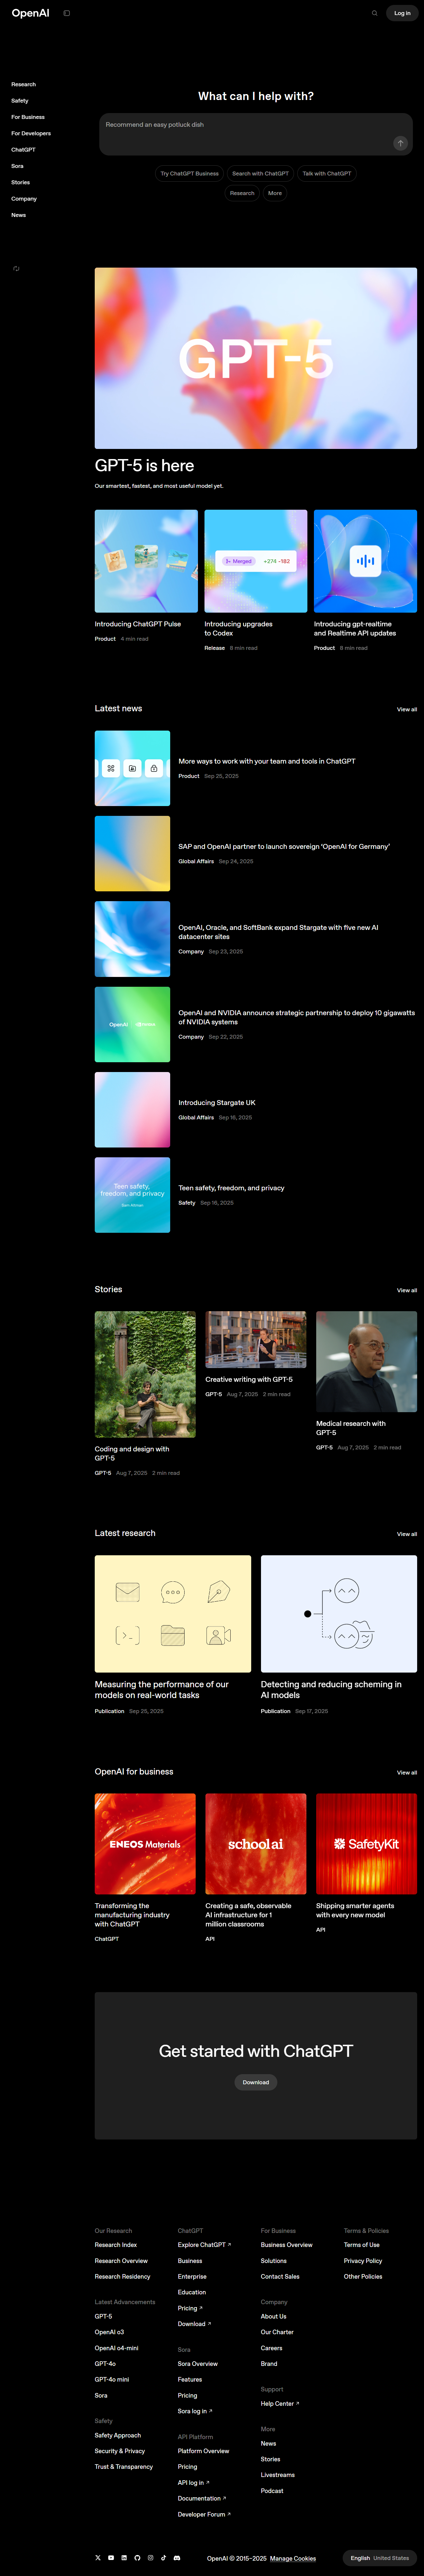 OpenAI
Log in
Research
Safety
For Business
For Developers
ChatGPT
Sora
Stories
Company
News
What can I help with?
Recommend an easy potluck dish
Try ChatGPT Business
Search with ChatGPT
Talk with ChatGPT
Research
More
GPT-5
GPT-5 is here
Our smartest, fastest, and most useful model yet.
Merged
+274 -182
Introducing ChatGPT Pulse
Product 4 min read
Introducing upgrades
to Codex
Release 8 min read
Introducing gpt-realtime
and Realtime API updates
Product 6 min read
Latest news
View all
More ways to work with your team and tools in ChatGPT
Product Sep 25, 2025
SAP and OpenAI partner to launch sovereign ‘OpenAI for Germany’
Global Affairs Sep 24, 2025
OpenAI, Oracle, and SoftBank expand Stargate with five new AI
datacenter sites
Company Sep 23, 2025
OpenAI
OpenAI and NVIDIA announce strategic partnership to deploy 10 gigawatts
of NVIDIA systems
Company Sep 22, 2025
Introducing Stargate UK
Global Affairs Sep 16, 2025
Teen safety,
freedom, and privacy
Sam Altman
Teen safety, freedom, and privacy
Safety Sep 16, 2025
Stories
View all
Coding and design with
GPT-5
GPT-5 Aug 7, 2025 2 min read
Creative writing with GPT-5
GPT-5 Aug 7, 2025 2 min read
Medical research with
GPT-5
GPT-5 Aug 7, 2025 2 min read
Latest research
View all
Measuring the performance of our
models on real-world tasks
Publication Sep 25, 2025
Detecting and reducing scheming in
AI models
Publication Sep 17, 2025
OpenAI for business
View all
ENEOS Materials
Transforming the
manufacturing industry
with ChatGPT
ChatGPT
school ai
Creating a safe, observable
AI infrastructure for 1
million classrooms
API
SafetyKit
Shipping smarter agents
with every new model
API
Get started with ChatGPT
Download
Our Research
Research Index
Research Overview
Research Residency
Latest Advancements
GPT-5
OpenAI o3
OpenAI o4-mini
GPT-4o
GPT-4o mini
Sora
Safety
Safety Approach
Security & Privacy
Trust & Transparency
ChatGPT
Explore ChatGPT ↗
Business
Enterprise
Education
Pricing ↗
Download ↗
Sora
Sora Overview
Features
Pricing
Sora log in ↗
API Platform
Platform Overview
Pricing
API log in ↗
Documentation ↗
Developer Forum ↗
For Business
Business Overview
Solutions
Contact Sales
Company
About Us
Our Charter
Careers
Brand
Support
Help Center ↗
More
News
Stories
Livestreams
Podcast
Terms & Policies
Terms of Use
Privacy Policy
Other Policies
OpenAI © 2015–2025 Manage Cookies
English United States